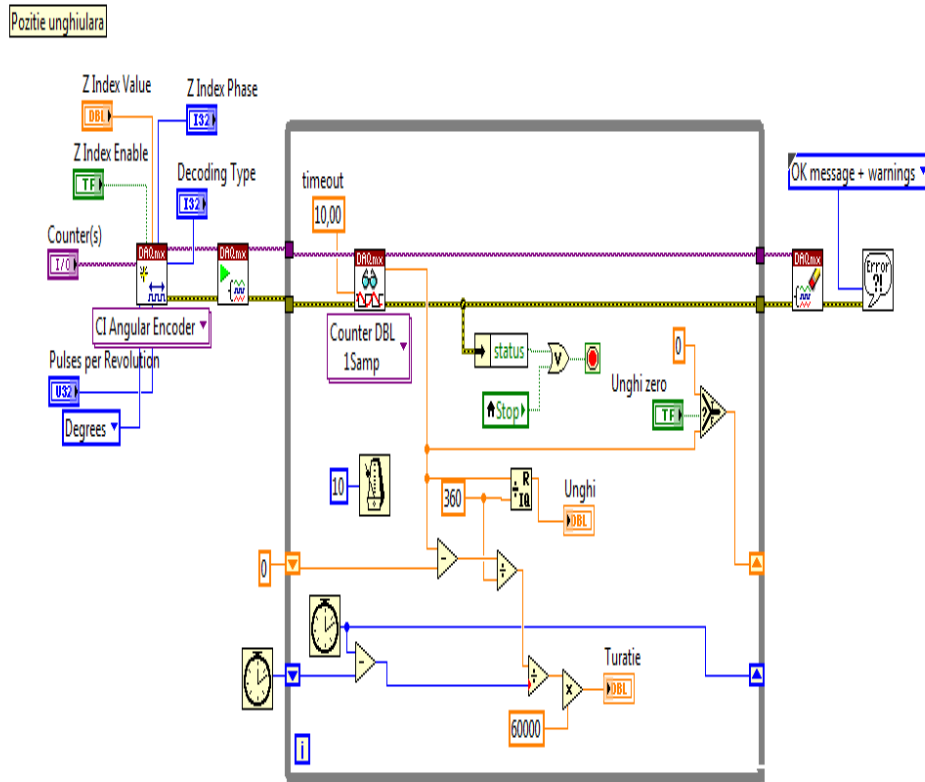 Pozitie unghiulara
Z Index Value
DBL
Z Index Phase
I32
Z Index Enable
TF
Decoding Type
I32
Counter(s)
I/O
DAQmx
DAQmx
CI Angular Encoder
Pulses per Revolution
U32
Degrees
timeout
10,00
DAQmx
Counter DBL
1Samp
status
V
Stop
0
Unghi zero
TF
?
T
F
10
360
R
IQ
Unghi
DBL
0
Turatie
DBL
60000
i
OK message + warnings
DAQmx
Error
?!